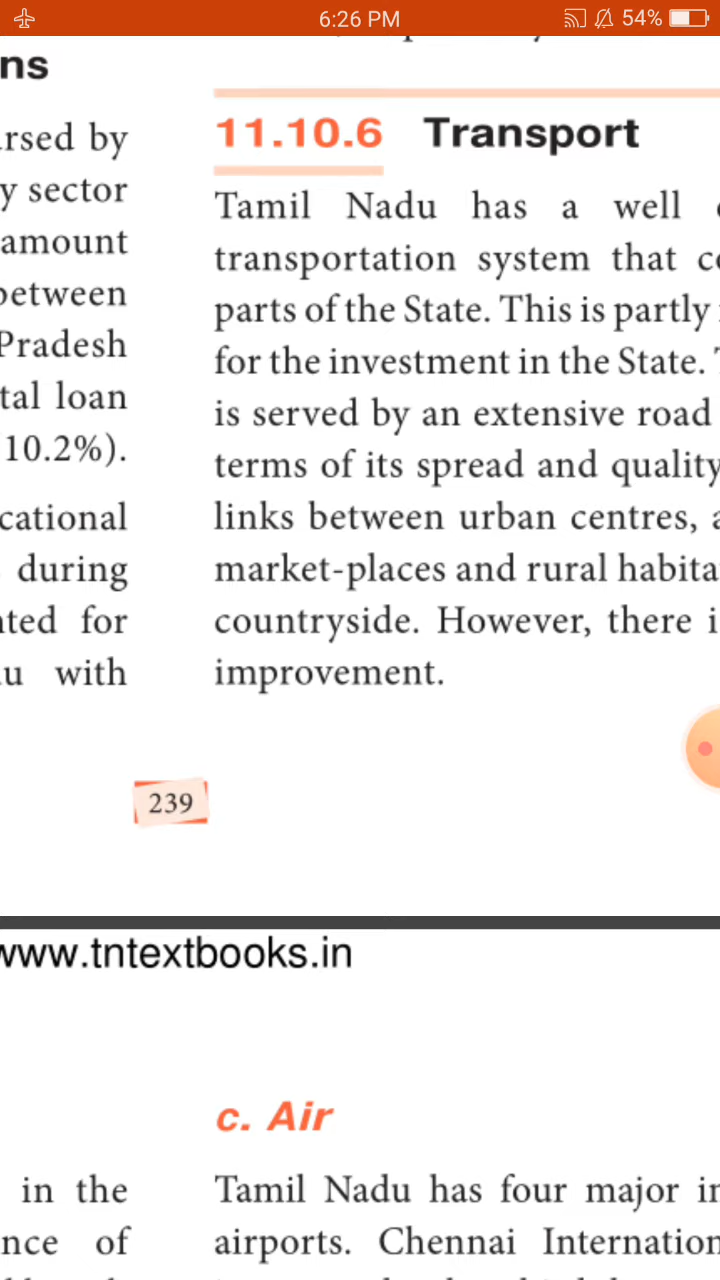 6:26 PM 54%
ns
arsed by
y sector
amount
between
Pradesh
tal loan
10.2%).
cational
during
nted for
u with
11.10.6 Transport
Tamil Nadu has a well
transportation system that
parts of the State. This is partly
for the investment in the State.
is served by an extensive road
terms of its spread and quality
links between urban centres,
market-places and rural
countryside. However, there
improvement.
239
www.tntextbooks.in
in the
nce of
c. Air
Tamil Nadu has four major
airports. Chennai